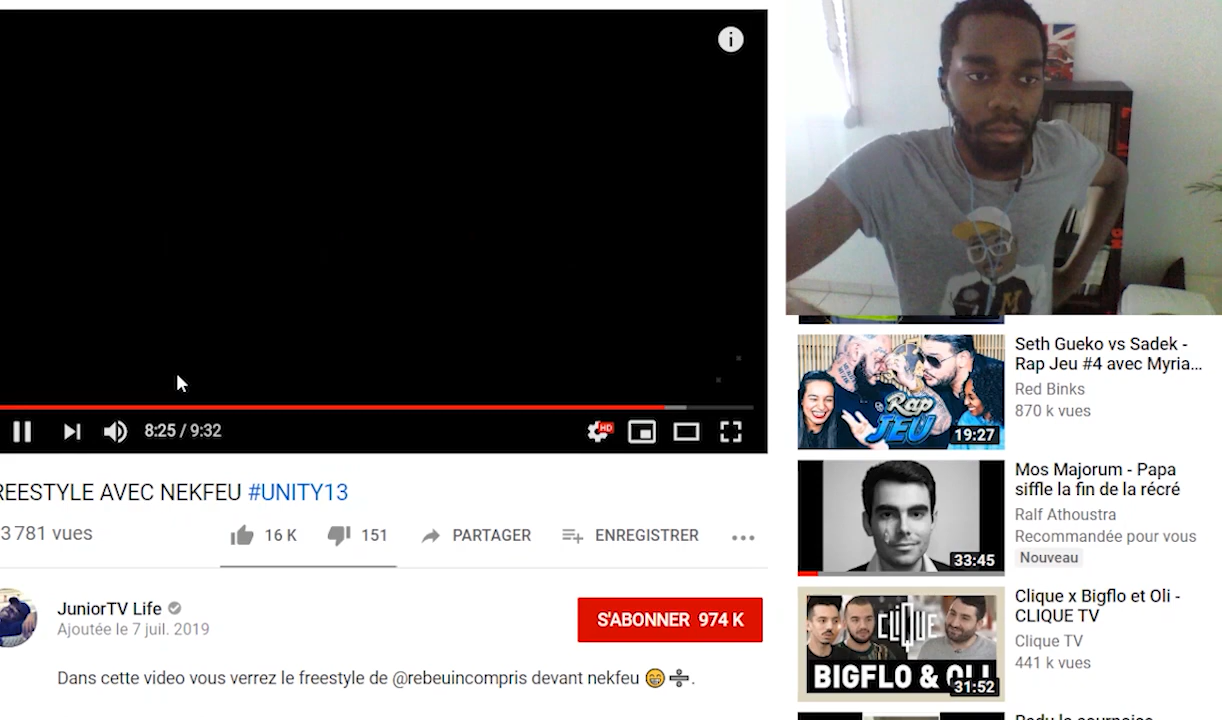 8:25 / 9:32
HD
REESTYLE AVEC NEKFEU #UNITY13
3 781 vues
16 K
151
PARTAGER
ENREGISTRER
JuniorTV Life
Ajoutée le 7 juil. 2019
S'ABONNER 974 K
Dans cette video vous verrez le freestyle de @rebeuincompris devant nekfeu 😁➗.
M
Rap
JEU
19:27
Seth Gueko vs Sadek -
Rap Jeu #4 avec Myria...
Red Binks
870 k vues
33:45
Mos Majorum - Papa
siffle la fin de la récré
Ralf Athoustra
Recommandée pour vous
Nouveau
CLIQUE
BIGFLO & OLI
31:52
Clique x Bigflo et Oli -
CLIQUE TV
Clique TV
441 k vues